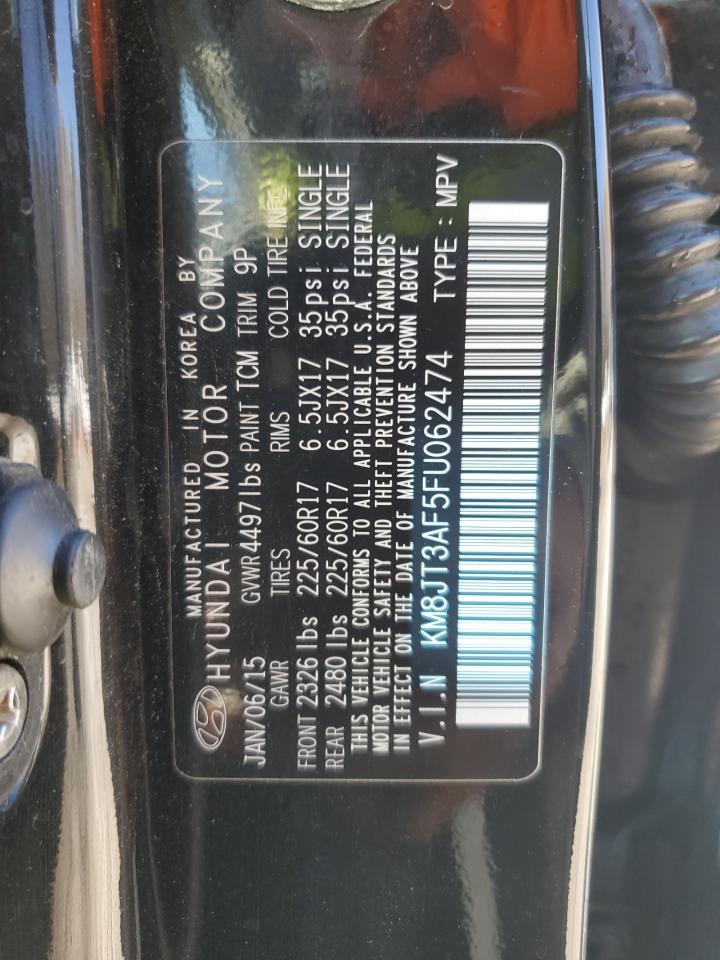 MANUFACTURED IN KOREA BY
HYUNDAI MOTOR COMPANY
JAN/06/15 GVWR4497lbs PAINT TCM TRIM 9P
GAWR TIRES RIMS COLD TIRE INFL
FRONT 2326 lbs 225/60R17 6.5JX17 35psi SINGLE
REAR 2480 lbs 225/60R17 6.5JX17 35psi SINGLE
THIS VEHICLE CONFORMS TO ALL APPLICABLE U.S.A. FEDERAL
MOTOR VEHICLE SAFETY AND THEFT PREVENTION STANDARDS
IN EFFECT ON THE DATE OF MANUFACTURE SHOWN ABOVE
V.I.N KM8JT3AF5FU062474 TYPE : MPV